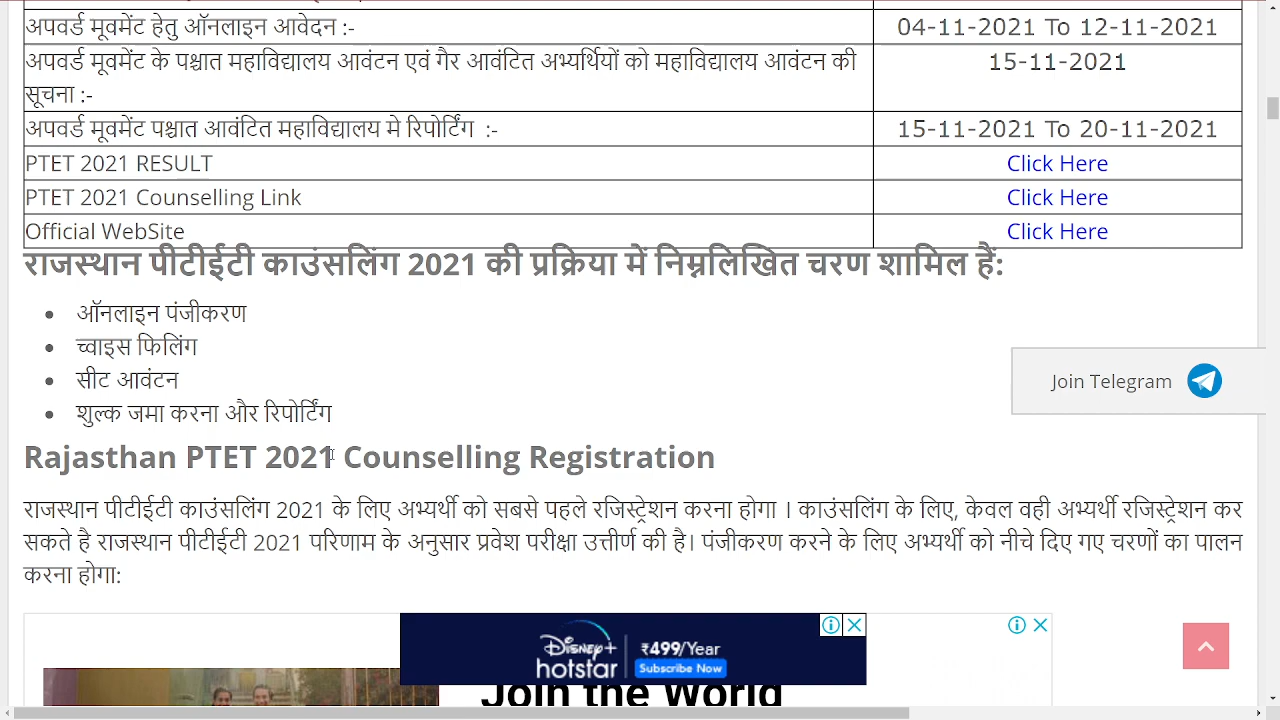 अपवर्ड मूवमेंट हेतु ऑनलाइन आवेदन :-
04-11-2021 To 12-11-2021
अपवर्ड मूवमेंट के पश्चात महाविद्यालय आवंटन एवं गैर आवंटित अभ्यर्थियों को महाविद्यालय आवंटन की
सूचना :-
15-11-2021
अपवर्ड मूवमेंट पश्चात आवंटित महाविद्यालय मे रिपोर्टिंग :-
15-11-2021 To 20-11-2021
PTET 2021 RESULT
Click Here
PTET 2021 Counselling Link
Click Here
Official WebSite
Click Here
राजस्थान पीटीईटी काउंसलिंग 2021 की प्रक्रिया में निम्नलिखित चरण शामिल हैं:
ऑनलाइन पंजीकरण
च्वाइस फिलिंग
सीट आवंटन
शुल्क जमा करना और रिपोर्टिंग
Join Telegram
Rajasthan PTET 2021 Counselling Registration
राजस्थान पीटीईटी काउंसलिंग 2021 के लिए अभ्यर्थी को सबसे पहले रजिस्ट्रेशन करना होगा । काउंसलिंग के लिए, केवल वही अभ्यर्थी रजिस्ट्रेशन कर
सकते है राजस्थान पीटीईटी 2021 परिणाम के अनुसार प्रवेश परीक्षा उत्तीर्ण की है। पंजीकरण करने के लिए अभ्यर्थी को नीचे दिए गए चरणों का पालन
करना होगा:
Disney+
hotstar
₹499/Year
Subscribe Now
Join the World